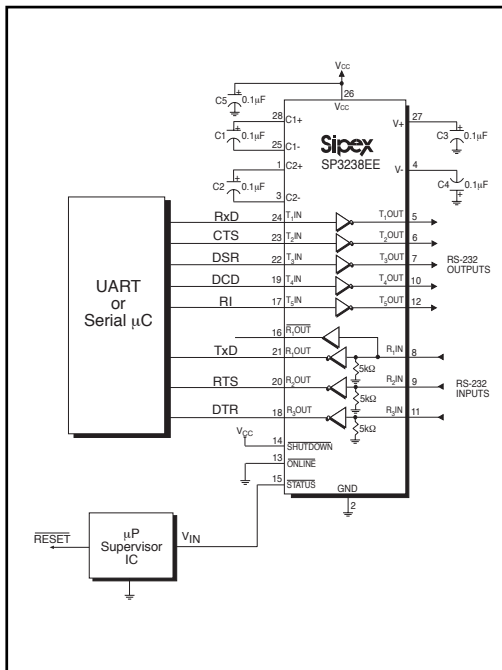 VCC
C5 + 0.1µF
26
VCC
28 C1+
C1 + 0.1µF
25 C1-
1 C2+
C2 + 0.1µF
3 C2-
Sipex
SP3238EE
V+ 27
C3 + 0.1µF
V- 4
C4 0.1µF +
UART
or
Serial µC
RxD 24 T1IN T1OUT 5
CTS 23 T2IN T2OUT 6
DSR 22 T3IN T3OUT 7
DCD 19 T4IN T4OUT 10
RI 17 T5IN T5OUT 12
RS-232
OUTPUTS
16 R1OUT
TxD 21 R1OUT R1IN 8
5kΩ
RTS 20 R2OUT R2IN 9
5kΩ
DTR 18 R3OUT R3IN 11
5kΩ
RS-232
INPUTS
VCC
14 SHUTDOWN
13 ONLINE
15 STATUS
GND
2
RESET
µP
Supervisor
IC
VIN